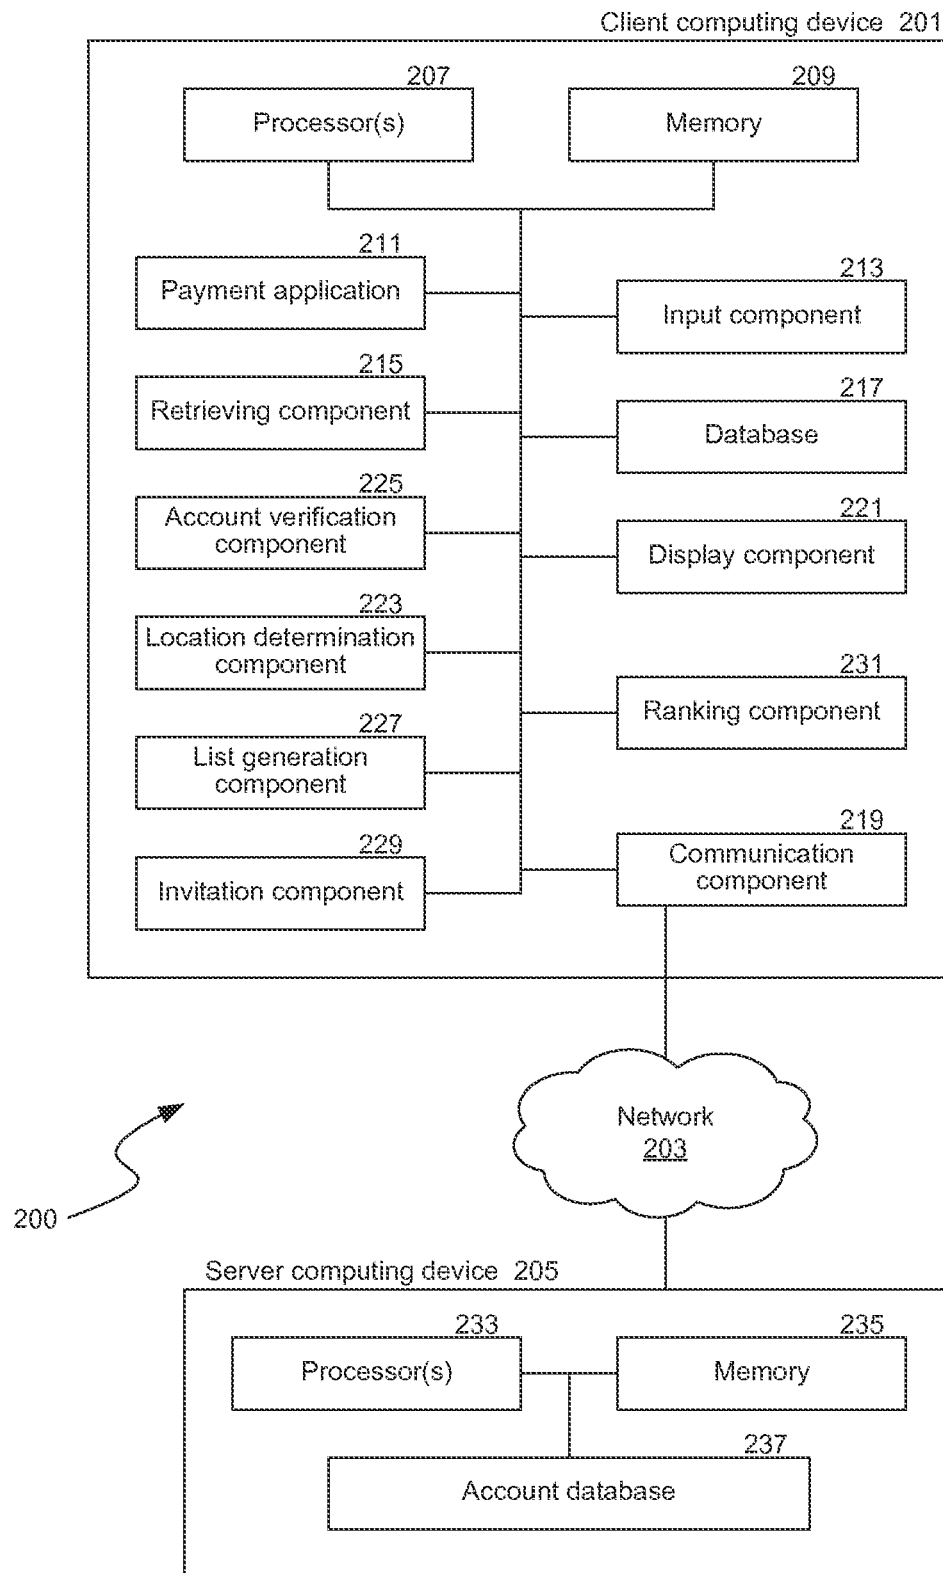 Client computing device 201
207
Processor(s)
209
Memory
211
Payment application
213
Input component
215
Retrieving component
217
Database
225
Account verification
component
221
Display component
223
Location determination
component
231
Ranking component
227
List generation
component
219
Communication
component
229
Invitation component
Network
203
200
Server computing device 205
233
Processor(s)
235
Memory
237
Account database